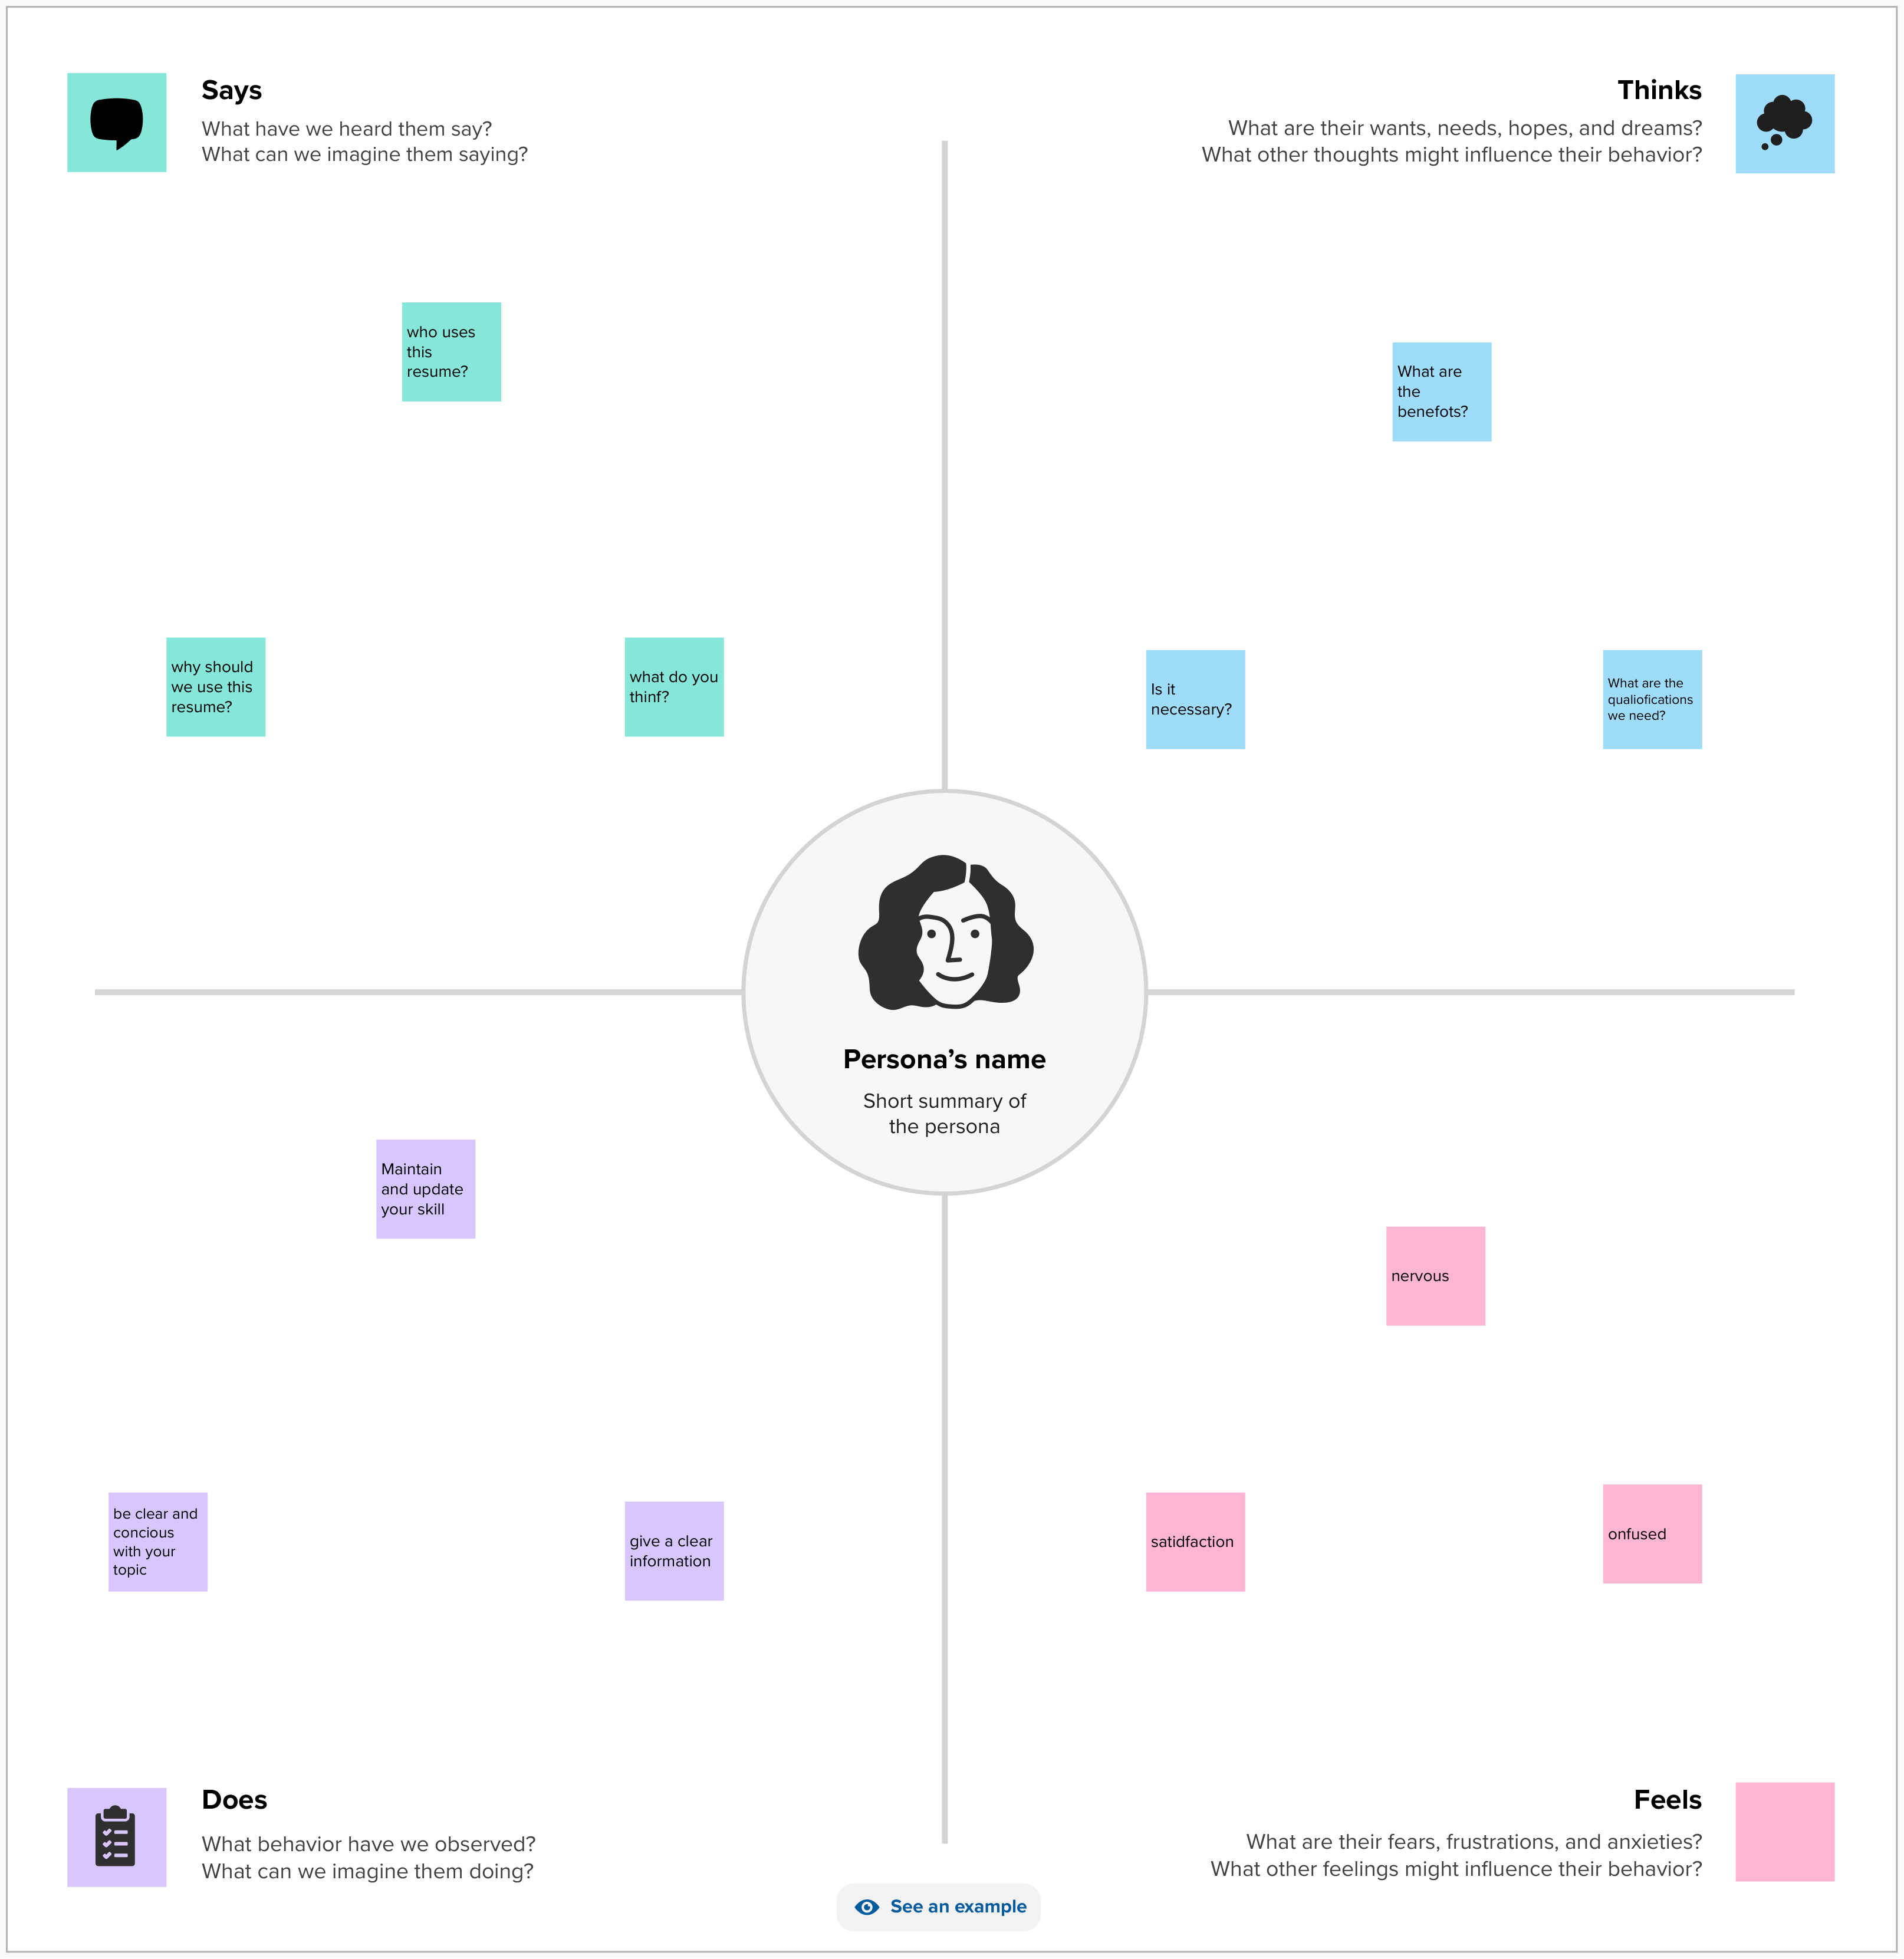 Says
What have we heard them say?
What can we imagine them saying?
Thinks
What are their wants, needs, hopes, and dreams?
What other thoughts might influence their behavior?
who uses
this
resume?
why should
we use this
resume?
what do you
thinf?
What are
the
benefots?
Is it
necessary?
What are the
qualiofications
we need?
Persona’s name
Short summary of
the persona
Maintain
and update
your skill
be clear and
concious
with your
topic
give a clear
information
nervous
satidfaction
onfused
Does
What behavior have we observed?
What can we imagine them doing?
Feels
What are their fears, frustrations, and anxieties?
What other feelings might influence their behavior?
See an example